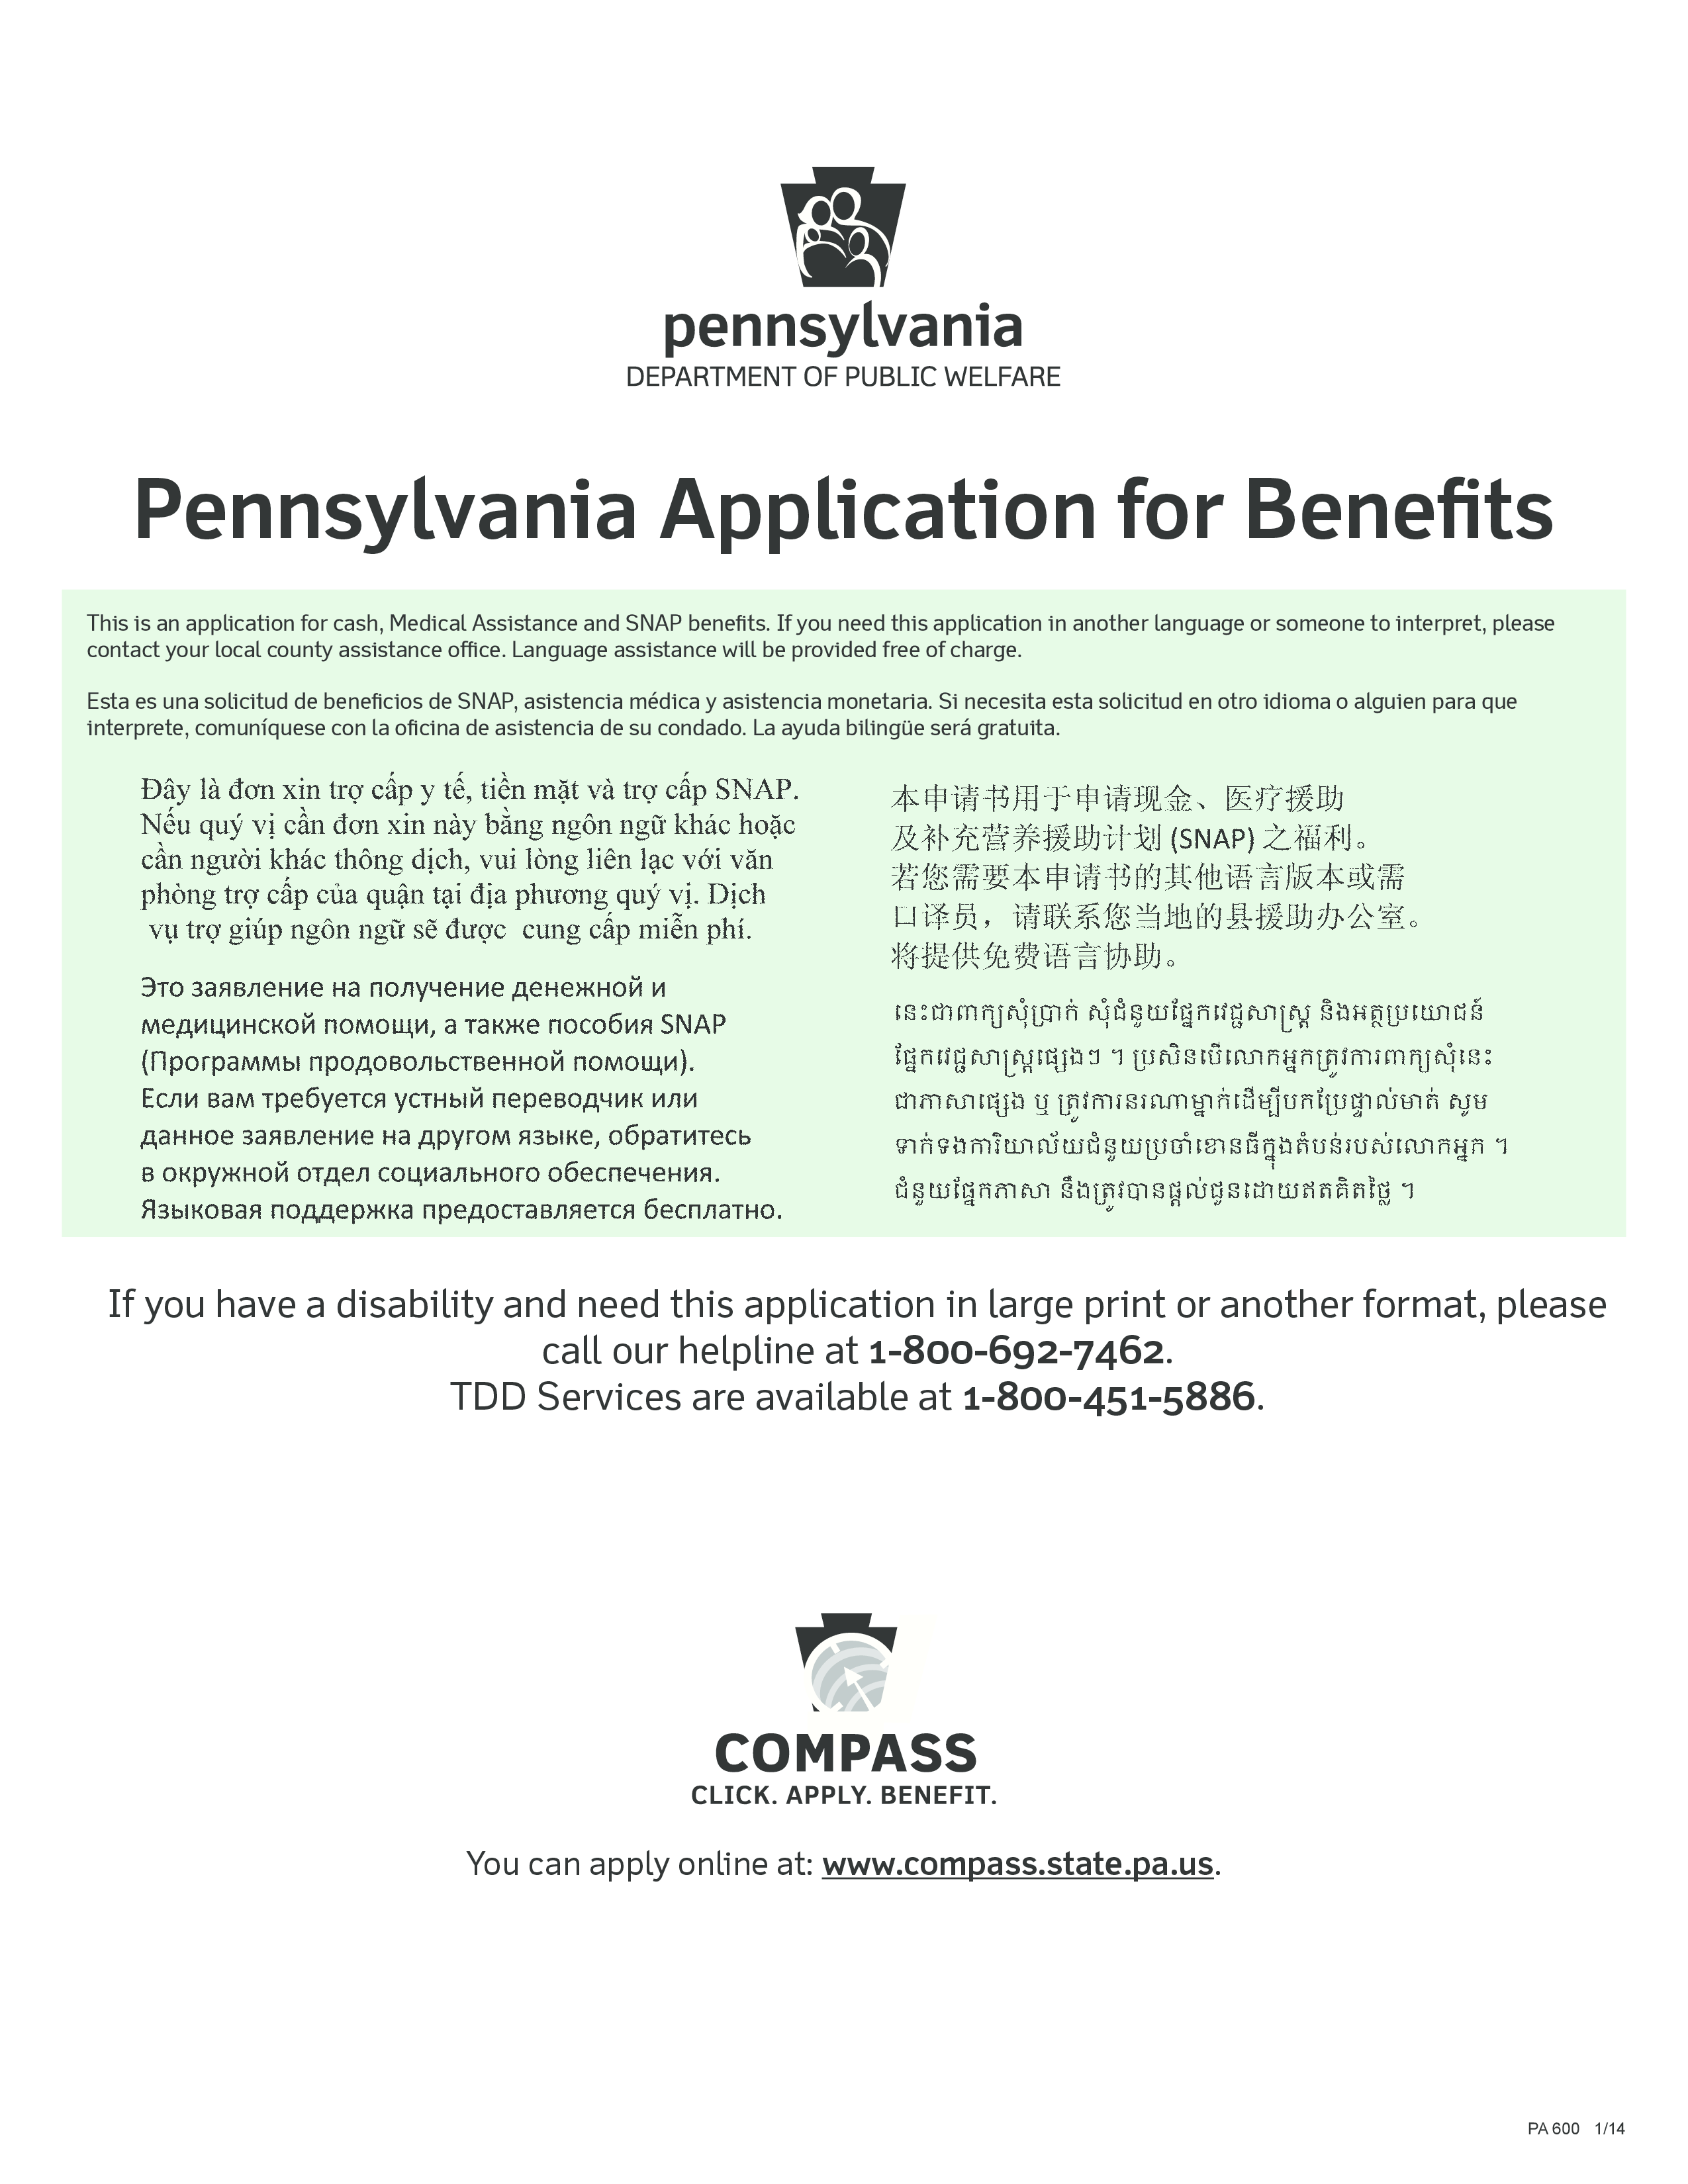 pennsylvania
DEPARTMENT OF PUBLIC WELFARE
Pennsylvania Application for Benefits
This is an application for cash, Medical Assistance and SNAP benefits. If you need this application in another language or someone to interpret, please
contact your local county assistance office. Language assistance will be provided free of charge.
Esta es una solicitud de beneficios de SNAP, asistencia médica y asistencia monetaria. Si necesita esta solicitud en otro idioma o alguien para que
interprete, comuníquese con la oficina de asistencia de su condado. La ayuda bilingüe será gratuita.
Đây là đơn xin trợ cấp y tế, tiền mặt và trợ cấp SNAP.
Nếu quý vị cần đơn xin này bằng ngôn ngữ khác hoặc
cần người khác thông dịch, vui lòng liên lạc với văn
phòng trợ cấp của quận tại địa phương quý vị. Dịch
vụ trợ giúp ngôn ngữ sẽ được cung cấp miễn phí.
Это заявление на получение денежной и
медицинской помощи, а также пособия SNAP
(Программы продовольственной помощи).
Если вам требуется устный переводчик или
данное заявление на другом языке, обратитесь
в окружной отдел социального обеспечения.
Языковая поддержка предоставляется бесплатно.
本申请书用于申请现金、医疗援助
及补充营养援助计划 (SNAP) 之福利。
若您需要本申请书的其他语言版本或需
口译员，请联系您当地的县援助办公室。
将提供免费语言协助。
នេះជាពាក្យសុំប្រាក់ សុំជំនួយផ្នែកវេជ្ជសាស្ត្រ និងអត្ថប្រយោជន៍
ផ្នែកវេជ្ជសាស្ត្រផ្សេងៗ ។ ប្រសិនបើលោកអ្នកត្រូវការពាក្យសុំនេះ
ជាភាសាផ្សេង ឬ ត្រូវការនរណាម្នាក់ដើម្បីបកប្រែផ្ទាល់មាត់ សូម
ទាក់ទងការិយាល័យជំនួយប្រចាំខោនធីក្នុងតំបន់របស់លោកអ្នក ។
ជំនួយផ្នែកភាសា នឹងត្រូវបានផ្តល់ជូនដោយឥតគិតថ្លៃ ។
If you have a disability and need this application in large print or another format, please
call our helpline at 1-800-692-7462.
TDD Services are available at 1-800-451-5886.
COMPASS
CLICK. APPLY. BENEFIT.
You can apply online at: www.compass.state.pa.us.
PA 600 1/14